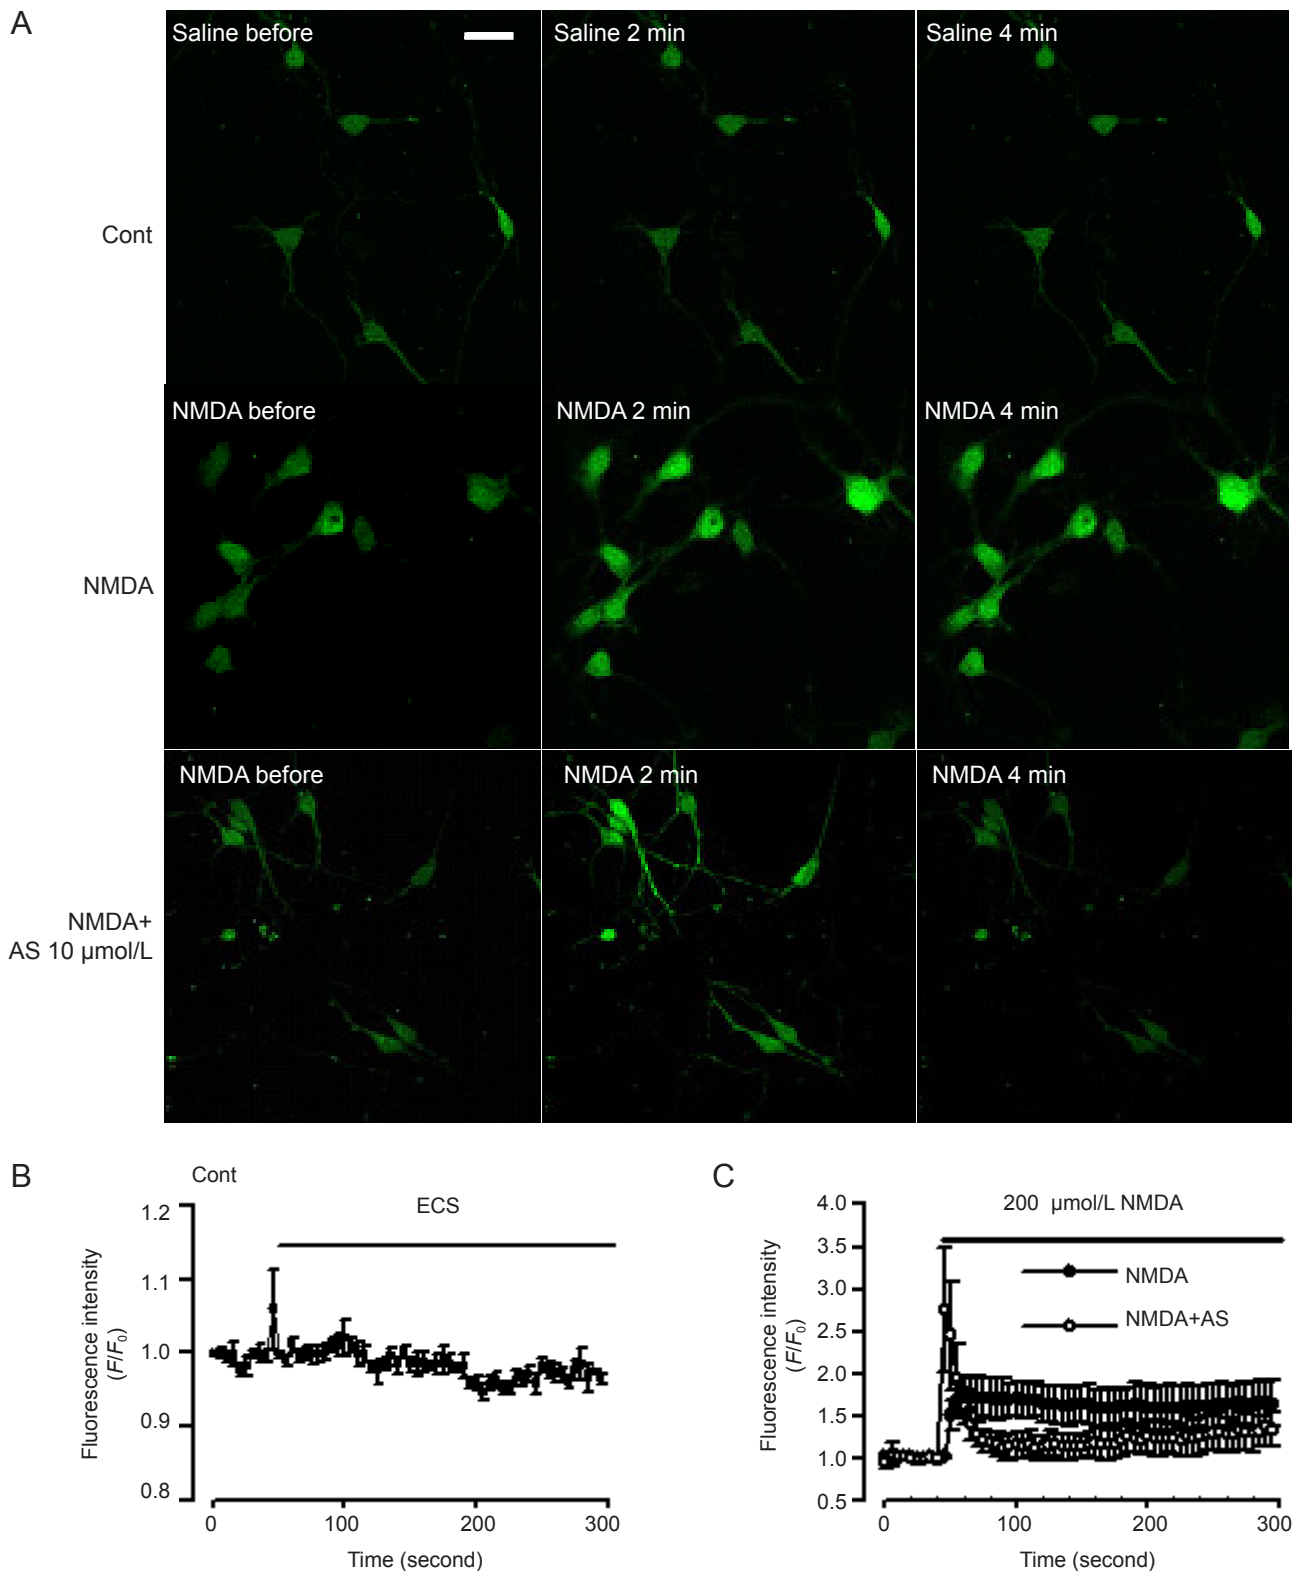 A
Saline before
Saline 2 min
Saline 4 min
Cont
NMDA before
NMDA 2 min
NMDA 4 min
NMDA
NMDA before
NMDA 2 min
NMDA 4 min
NMDA+
AS 10 µmol/L
B
Cont
ECS
Fluorescence intensity
(F/F0)
1.2
1.1
1.0
0.9
0.8
0
100
200
300
Time (second)
C
200 µmol/L NMDA
NMDA
NMDA+AS
Fluorescence intensity
(F/F0)
4.0
3.5
3.0
2.5
2.0
1.5
1.0
0.5
0
100
200
300
Time (second)